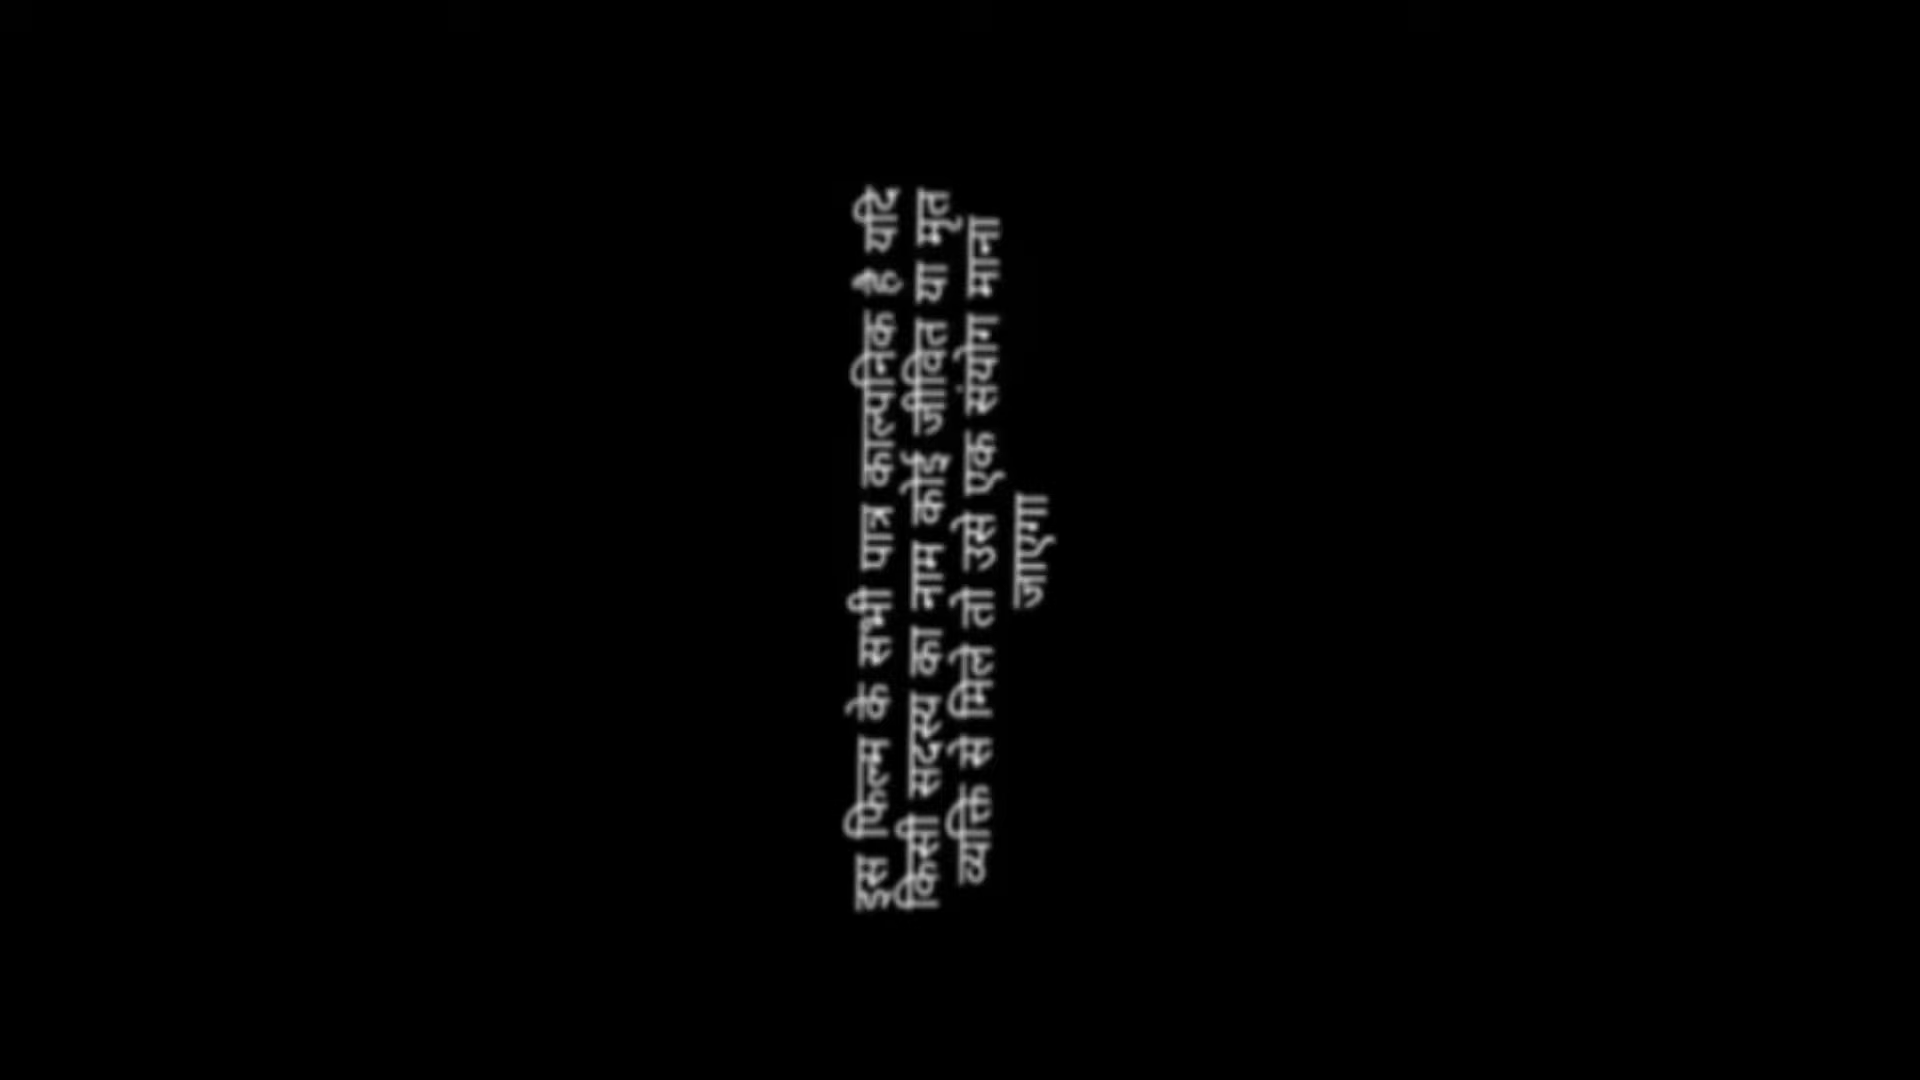 इस फिल्म के सभी पात्र काल्पनिक है यदि
किसी सदस्य का नाम कोई जीवित या मृत
व्यक्ति से मिले तो उसे एक संयोग माना
जाएगा